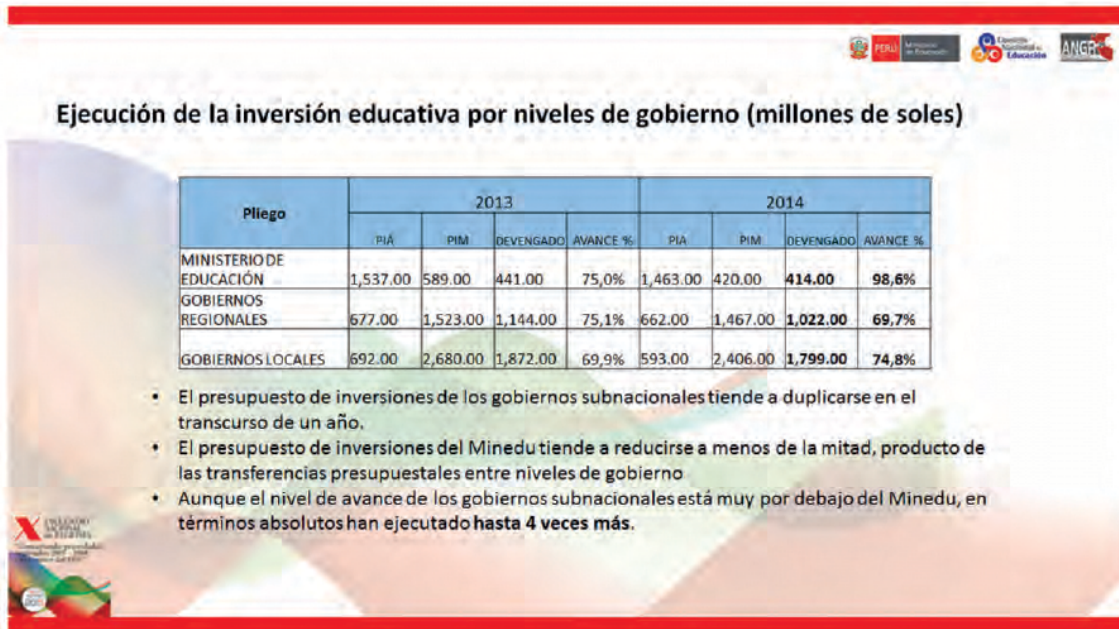 PERÚ
Ministerio de Educación
Consejo Nacional de Educación
ANGR
Ejecución de la inversión educativa por niveles de gobierno (millones de soles)
Pliego 2013 2014
PIA PIM DEVENGADO AVANCE % PIA PIM DEVENGADO AVANCE %
MINISTERIO DE
EDUCACIÓN 1,537.00 589.00 441.00 75,0% 1,463.00 420.00 414.00 98,6%
GOBIERNOS
REGIONALES 677.00 1,523.00 1,144.00 75,1% 662.00 1,467.00 1,022.00 69,7%
GOBIERNOS LOCALES 692.00 2,680.00 1,872.00 69,9% 593.00 2,406.00 1,799.00 74,8%
• El presupuesto de inversiones de los gobiernos subnacionales tiende a duplicarse en el
transcurso de un año.
• El presupuesto de inversiones del Minedu tiende a reducirse a menos de la mitad, producto de
las transferencias presupuestales entre niveles de gobierno
• Aunque el nivel de avance de los gobiernos subnacionales está muy por debajo del Minedu, en
términos absolutos han ejecutado hasta 4 veces más.
X ENCUENTRO
NACIONAL
de REGIONES